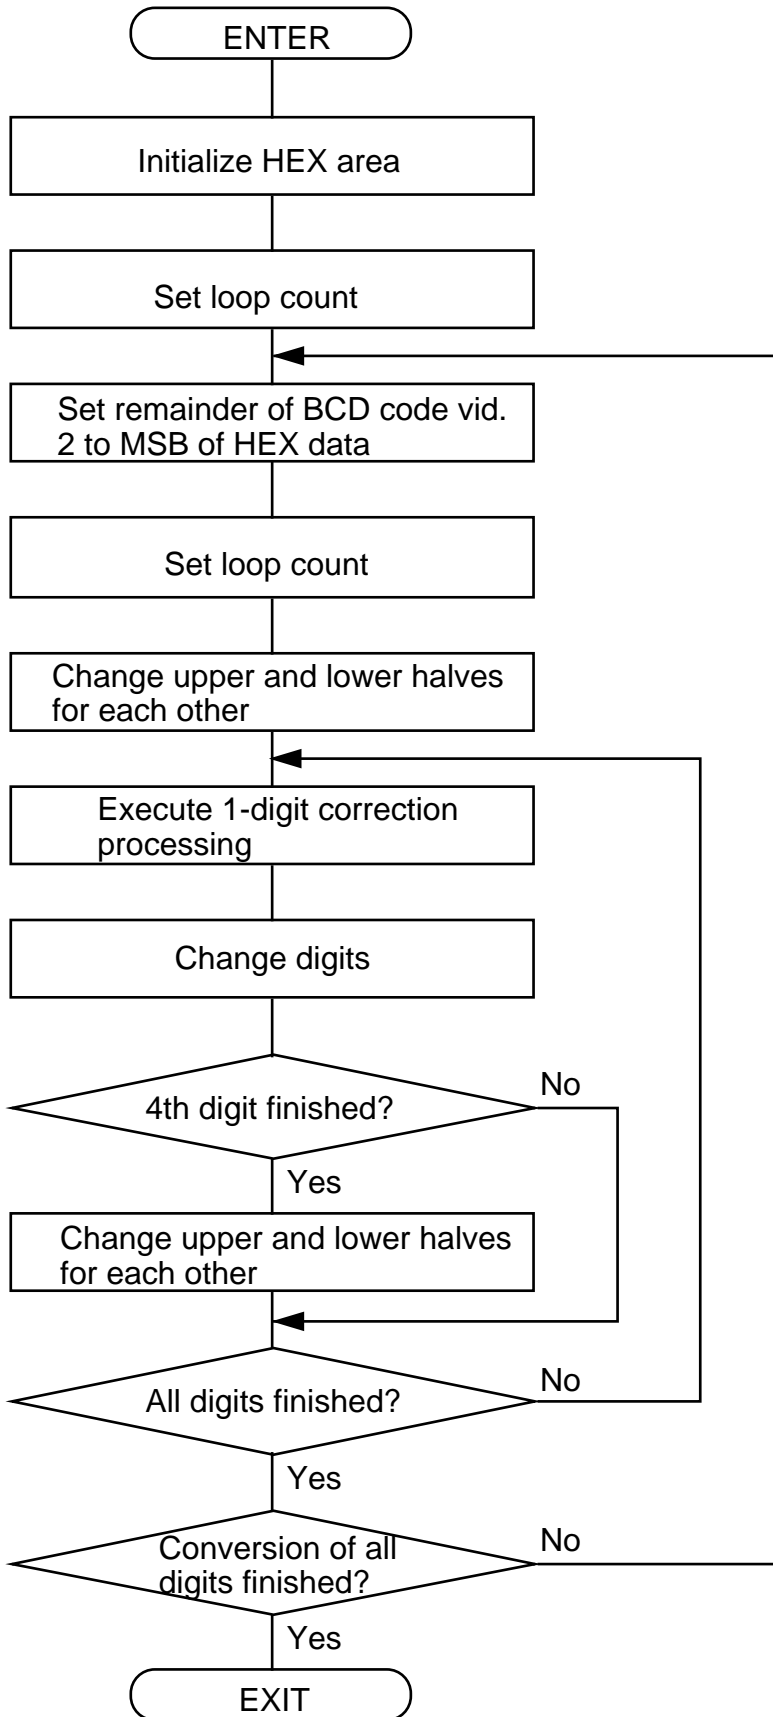 ENTER
Initialize HEX area
Set loop count
Set remainder of BCD code vid.
2 to MSB of HEX data
Set loop count
Change upper and lower halves
for each other
Execute 1-digit correction
processing
Change digits
4th digit finished?
No
Yes
Change upper and lower halves
for each other
All digits finished?
No
Yes
Conversion of all
digits finished?
No
Yes
EXIT